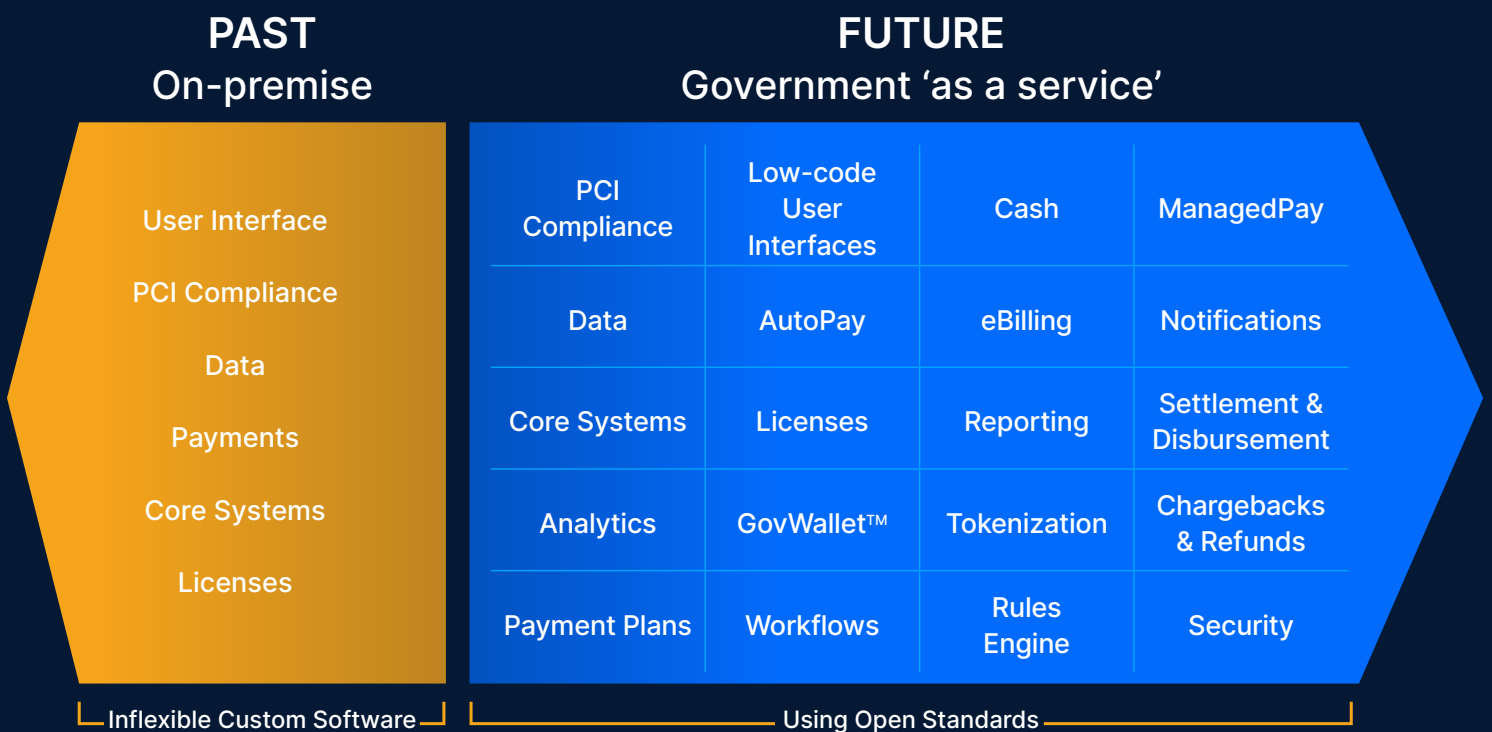 PAST
On-premise
User Interface
PCI Compliance
Data
Payments
Core Systems
Licenses
Inflexible Custom Software
FUTURE
Government ‘as a service’
PCI
Compliance
Low-code
User
Interfaces
Cash
ManagedPay
Data
AutoPay
eBilling
Notifications
Core Systems
Licenses
Reporting
Settlement &
Disbursement
Analytics
GovWallet™
Tokenization
Chargebacks
& Refunds
Payment Plans
Workflows
Rules
Engine
Security
Using Open Standards